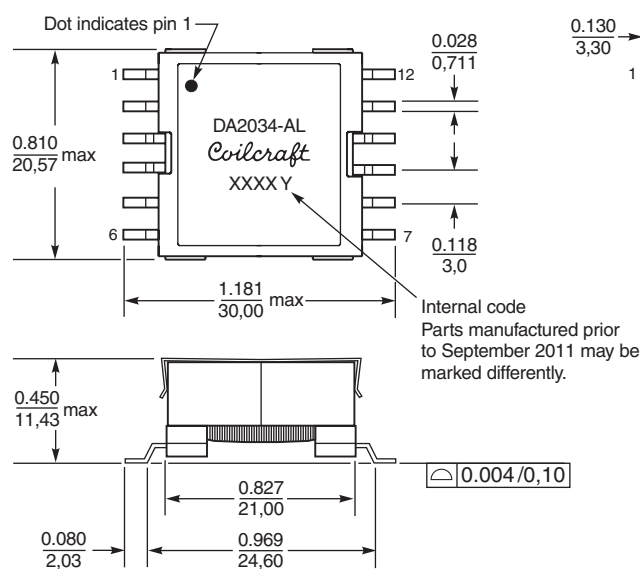 Dot indicates pin 1
0.130
3,30
1
1
12
0.028
0,711
DA2034-AL
Coilcraft
XXXX Y
0.810
20,57
max
6
7
0.118
3,0
1.181
30,00
max
Internal code
Parts manufactured prior
to September 2011 may be
marked differently.
0.450
11,43
max
0.004/0,10
0.827
21,00
0.080
2,03
0.969
24,60